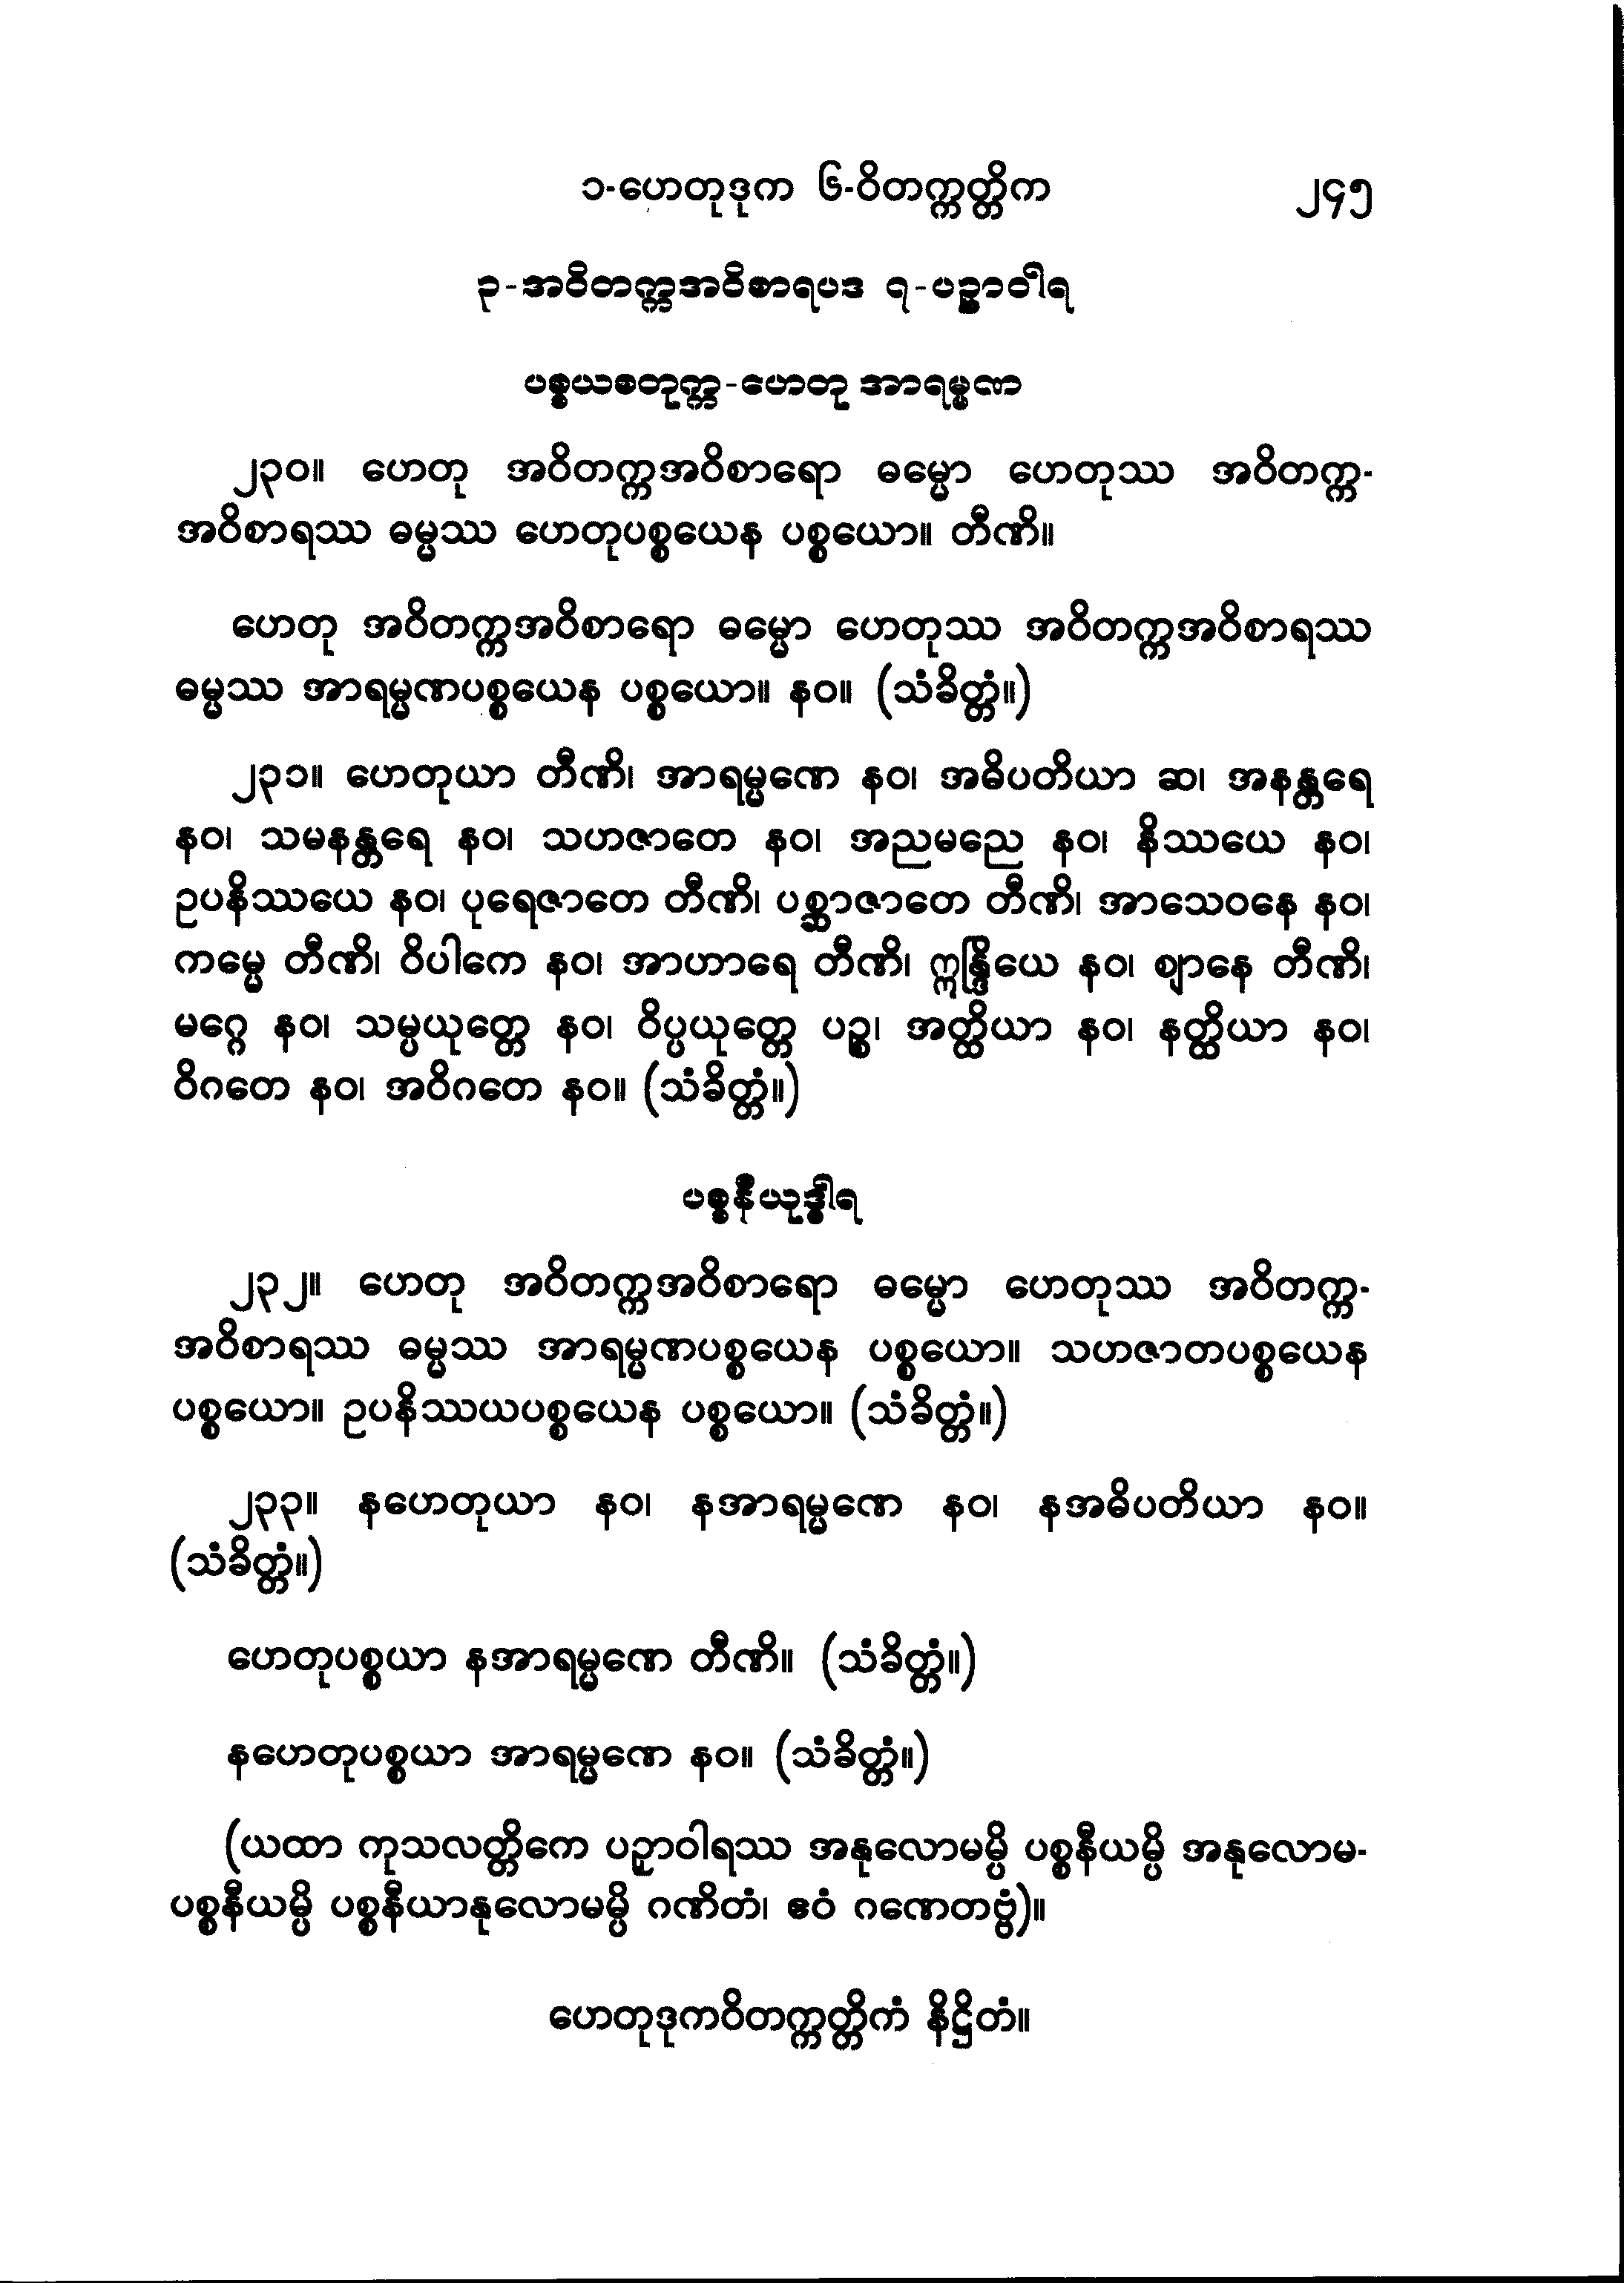 ၁-ဟေတုဒုက ၆-ဝိတက္ကတ္တိက ၂၄၅
၃-အဝိတက္ကအဝိစာရပဒ ၇-ပဉှာဝါရ
ပစ္စယစတုက္က-ဟေတု အာရမ္မဏ
၂၃၀။ ဟေတု အဝိတက္ကအဝိစာရော ဓမ္မော ဟေတုဿ အဝိတက္က-
အဝိစာရဿ ဓမ္မဿ ဟေတုပစ္စယေန ပစ္စယော။ တီဏိ။
ဟေတု အဝိတက္ကအဝိစာရော ဓမ္မော ဟေတုဿ အဝိတက္ကအဝိစာရဿ
ဓမ္မဿ အာရမ္မဏပစ္စယေန ပစ္စယော။ နဝ။ (သံခိတ္တံ။)
၂၃၁။ ဟေတုယာ တီဏိ၊ အာရမ္မဏေ နဝ၊ အဓိပတိယာ ဆ၊ အနန္တရေ
နဝ၊ သမနန္တရေ နဝ၊ သဟဇာတေ နဝ၊ အညမညေ နဝ၊ နိဿယေ နဝ၊
ဥပနိဿယေ နဝ၊ ပုရေဇာတေ တီဏိ၊ ပစ္ဆာဇာတေ တီဏိ၊ အာသေဝနေ နဝ၊
ကမ္မေ တီဏိ၊ ဝိပါကေ နဝ၊ အာဟာရေ တီဏိ၊ ဣန္ဒြိယေ နဝ၊ ဈာနေ တီဏိ၊
မဂ္ဂေ နဝ၊ သမ္ပယုတ္တေ နဝ၊ ဝိပ္ပယုတ္တေ ပဉ္စ၊ အတ္ထိယာ နဝ၊ နတ္ထိယာ နဝ၊
ဝိဂတေ နဝ၊ အဝိဂတေ နဝ။ (သံခိတ္တံ။)
ပစ္စနီယုဒ္ဓါရ
၂၃၂။ ဟေတု အဝိတက္ကအဝိစာရော ဓမ္မော ဟေတုဿ အဝိတက္က-
အဝိစာရဿ ဓမ္မဿ အာရမ္မဏပစ္စယေန ပစ္စယော။ သဟဇာတပစ္စယေန
ပစ္စယော။ ဥပနိဿယပစ္စယေန ပစ္စယော။ (သံခိတ္တံ။)
၂၃၃။ နဟေတုယာ နဝ၊ နအာရမ္မဏေ နဝ၊ နအဓိပတိယာ နဝ။
(သံခိတ္တံ။)
ဟေတုပစ္စယာ နအာရမ္မဏေ တီဏိ။ (သံခိတ္တံ။)
နဟေတုပစ္စယာ အာရမ္မဏေ နဝ။ (သံခိတ္တံ။)
(ယထာ ကုသလတ္တိကေ ပဉှာဝါရဿ အနုလောမမ္ပိ ပစ္စနီယမ္ပိ အနုလောမ-
ပစ္စနီယမ္ပိ ပစ္စနီယာနုလောမမ္ပိ ဂဏိတံ၊ ဧဝံ ဂဏေတဗ္ဗံ)။
ဟေတုဒုကဝိတက္ကတ္တိကံ နိဋ္ဌိတံ။